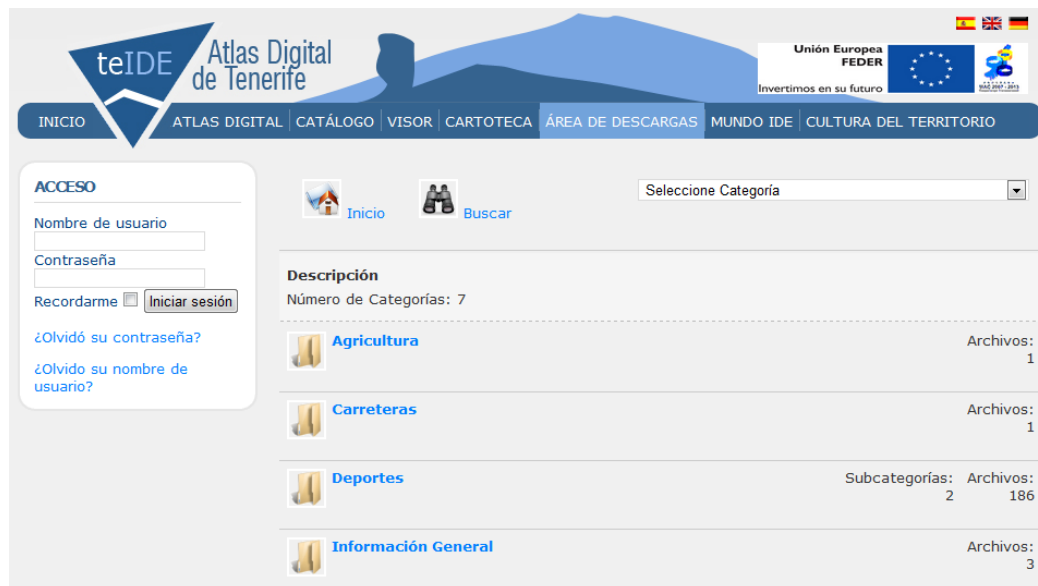 teIDE
Atlas Digital
de Tenerife
Unión Europea
FEDER
Invertimos en su futuro
MAC 2007-2013
INICIO
ATLAS DIGITAL
CATÁLOGO
VISOR
CARTOTECA
ÁREA DE DESCARGAS
MUNDO IDE
CULTURA DEL TERRITORIO
ACCESO
Nombre de usuario
Contraseña
Recordarme
Iniciar sesión
¿Olvidó su contraseña?
¿Olvido su nombre de
usuario?
Inicio
Buscar
Seleccione Categoría
Descripción
Número de Categorías: 7
Agricultura
Archivos:
1
Carreteras
Archivos:
1
Deportes
Subcategorías:
2
Archivos:
186
Información General
Archivos:
3